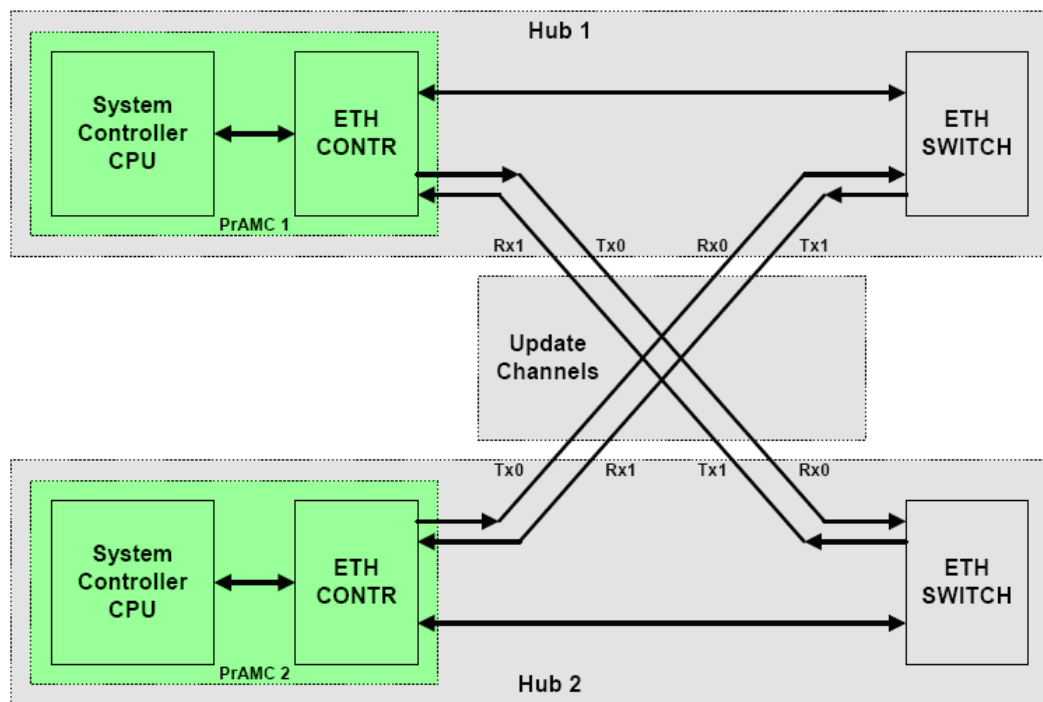 Hub 1
System
Controller
CPU
ETH
CONTR
ETH
SWITCH
PrAMC 1
Rx1
Tx0
Rx0
Tx1
Update
Channels
Tx0
Rx1
Tx1
Rx0
System
Controller
CPU
ETH
CONTR
ETH
SWITCH
PrAMC 2
Hub 2